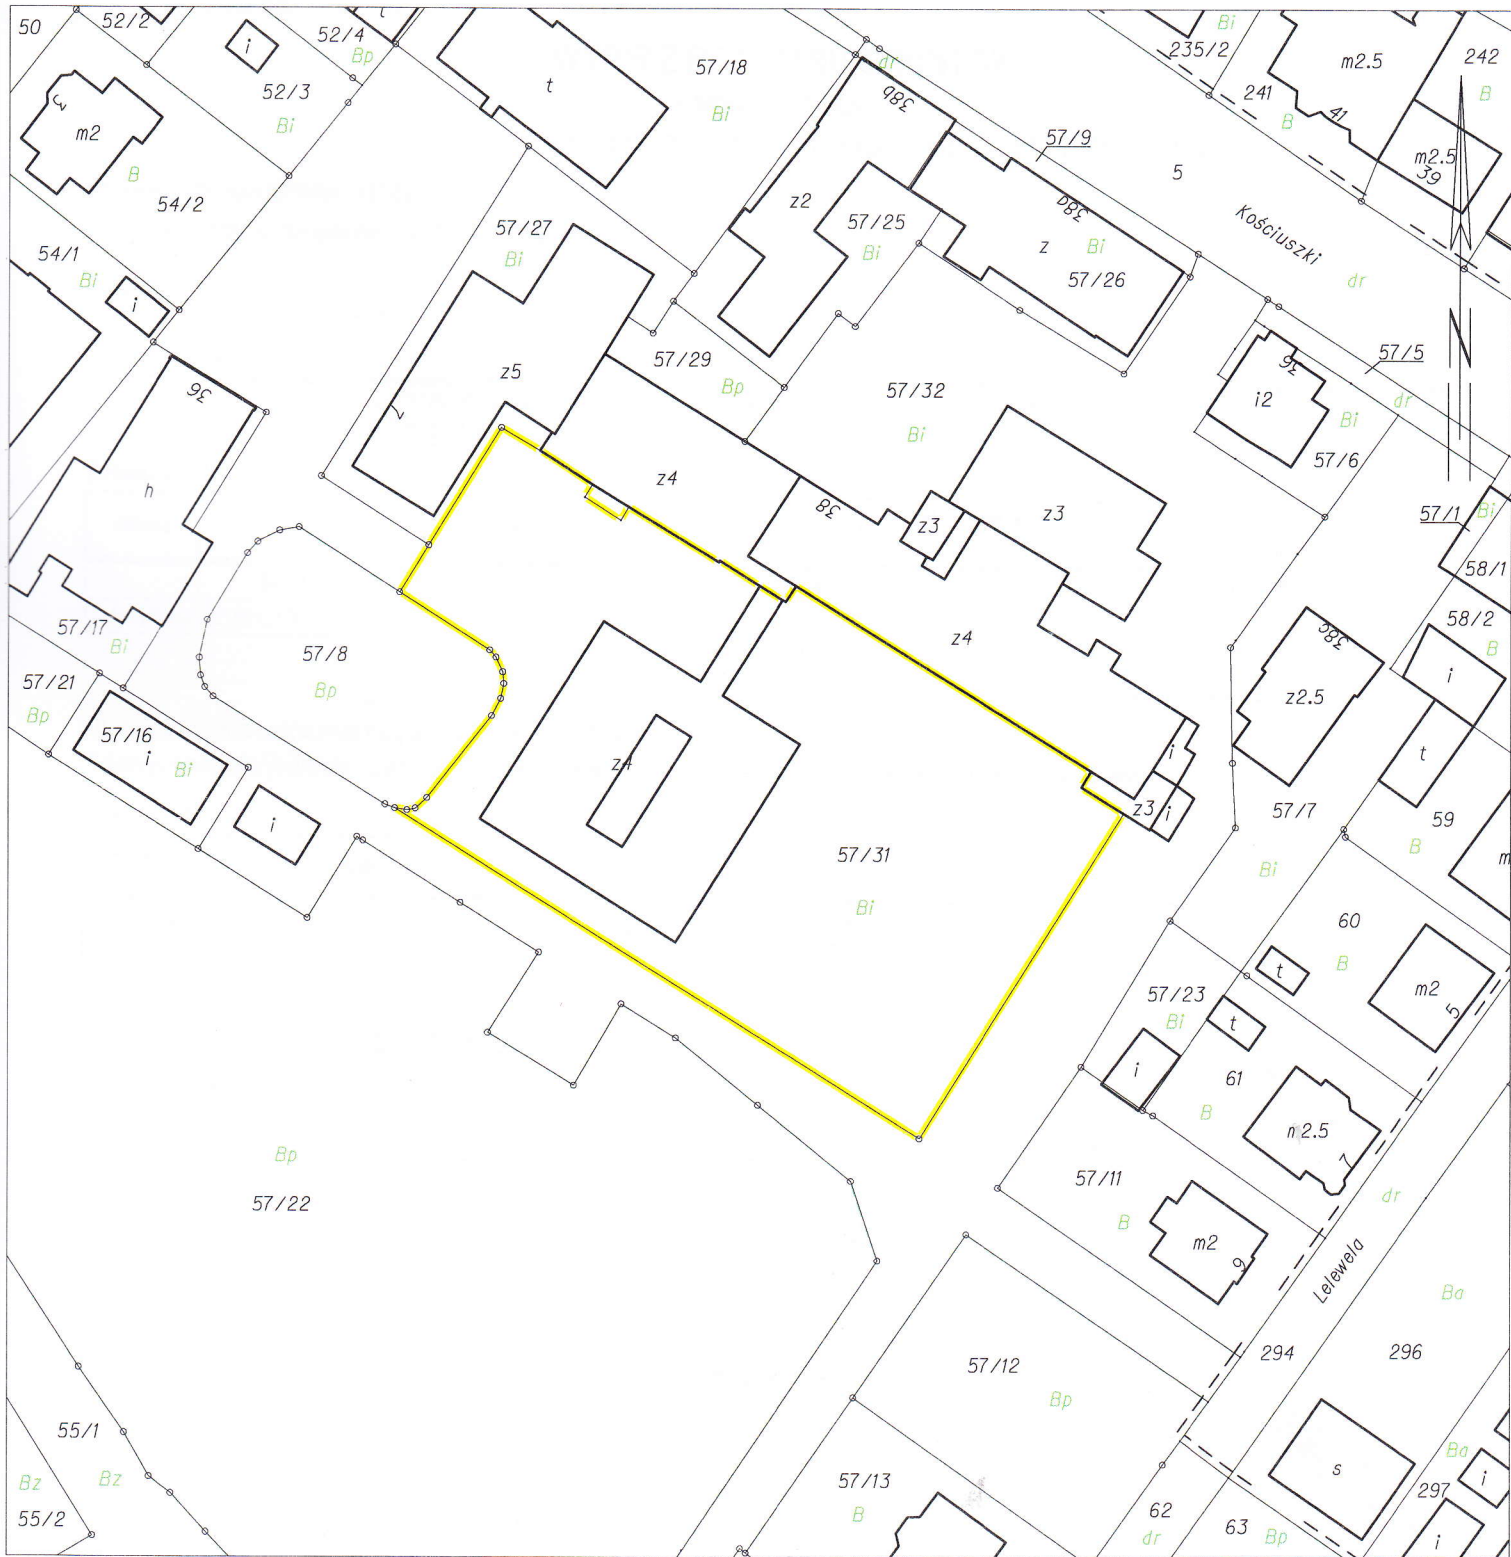 50
52/2
52/4
Bp
i
t
52/3
Bi
3
m2
B
54/2
54/1
Bi
i
t
57/18
Bi
dr
38b
57/9
5
235/2
Bi
241
B
m2.5
41
242
B
m2.5
39
Kościuszki
dr
z2
57/25
Bi
38a
z
Bi
57/26
57/27
Bi
z5
7
57/29
Bp
57/32
Bi
36
i2
Bi
57/5
dr
57/6
N
36
h
z4
38
z3
z3
57/1
Bi
58/1
58/2
B
i
57/17
Bi
57/21
Bp
57/16
i
Bi
i
57/8
Bp
z4
z4
38c
z2.5
t
i
z3
i
57/7
Bi
59
B
m
57/31
Bi
60
B
t
m2
5
57/23
Bi
t
i
61
B
m2.5
7
57/11
B
m2
9
dr
Lelewela
Ba
Bp
57/22
57/12
Bp
294
296
55/1
Bz
Bz
55/2
57/13
B
s
Ba
i
297
62
dr
63
Bp
i